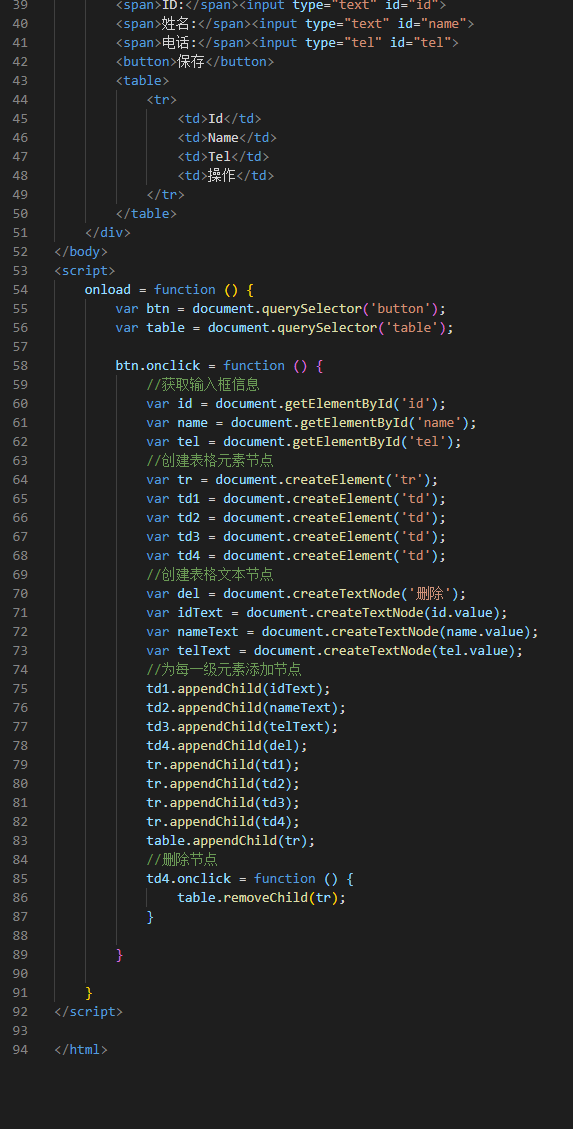 39 <span>ID:</span><input type="text" id="id">
40 <span>姓名:</span><input type="text" id="name">
41 <span>电话:</span><input type="tel" id="tel">
42 <button>保存</button>
43 <table>
44 <tr>
45 <td>Id</td>
46 <td>Name</td>
47 <td>Tel</td>
48 <td>操作</td>
49 </tr>
50 </table>
51 </div>
52 </body>
53 <script>
54 onload = function () {
55 var btn = document.querySelector('button');
56 var table = document.querySelector('table');
57
58 btn.onclick = function () {
59 //获取输入框信息
60 var id = document.getElementById('id');
61 var name = document.getElementById('name');
62 var tel = document.getElementById('tel');
63 //创建表格元素节点
64 var tr = document.createElement('tr');
65 var td1 = document.createElement('td');
66 var td2 = document.createElement('td');
67 var td3 = document.createElement('td');
68 var td4 = document.createElement('td');
69 //创建表格文本节点
70 var del = document.createTextNode('删除');
71 var idText = document.createTextNode(id.value);
72 var nameText = document.createTextNode(name.value);
73 var telText = document.createTextNode(tel.value);
74 //为每一级元素添加节点
75 td1.appendChild(idText);
76 td2.appendChild(nameText);
77 td3.appendChild(telText);
78 td4.appendChild(del);
79 tr.appendChild(td1);
80 tr.appendChild(td2);
81 tr.appendChild(td3);
82 tr.appendChild(td4);
83 table.appendChild(tr);
84 //删除节点
85 td4.onclick = function () {
86 table.removeChild(tr);
87 }
88
89 }
90
91 }
92 </script>
93
94 </html>